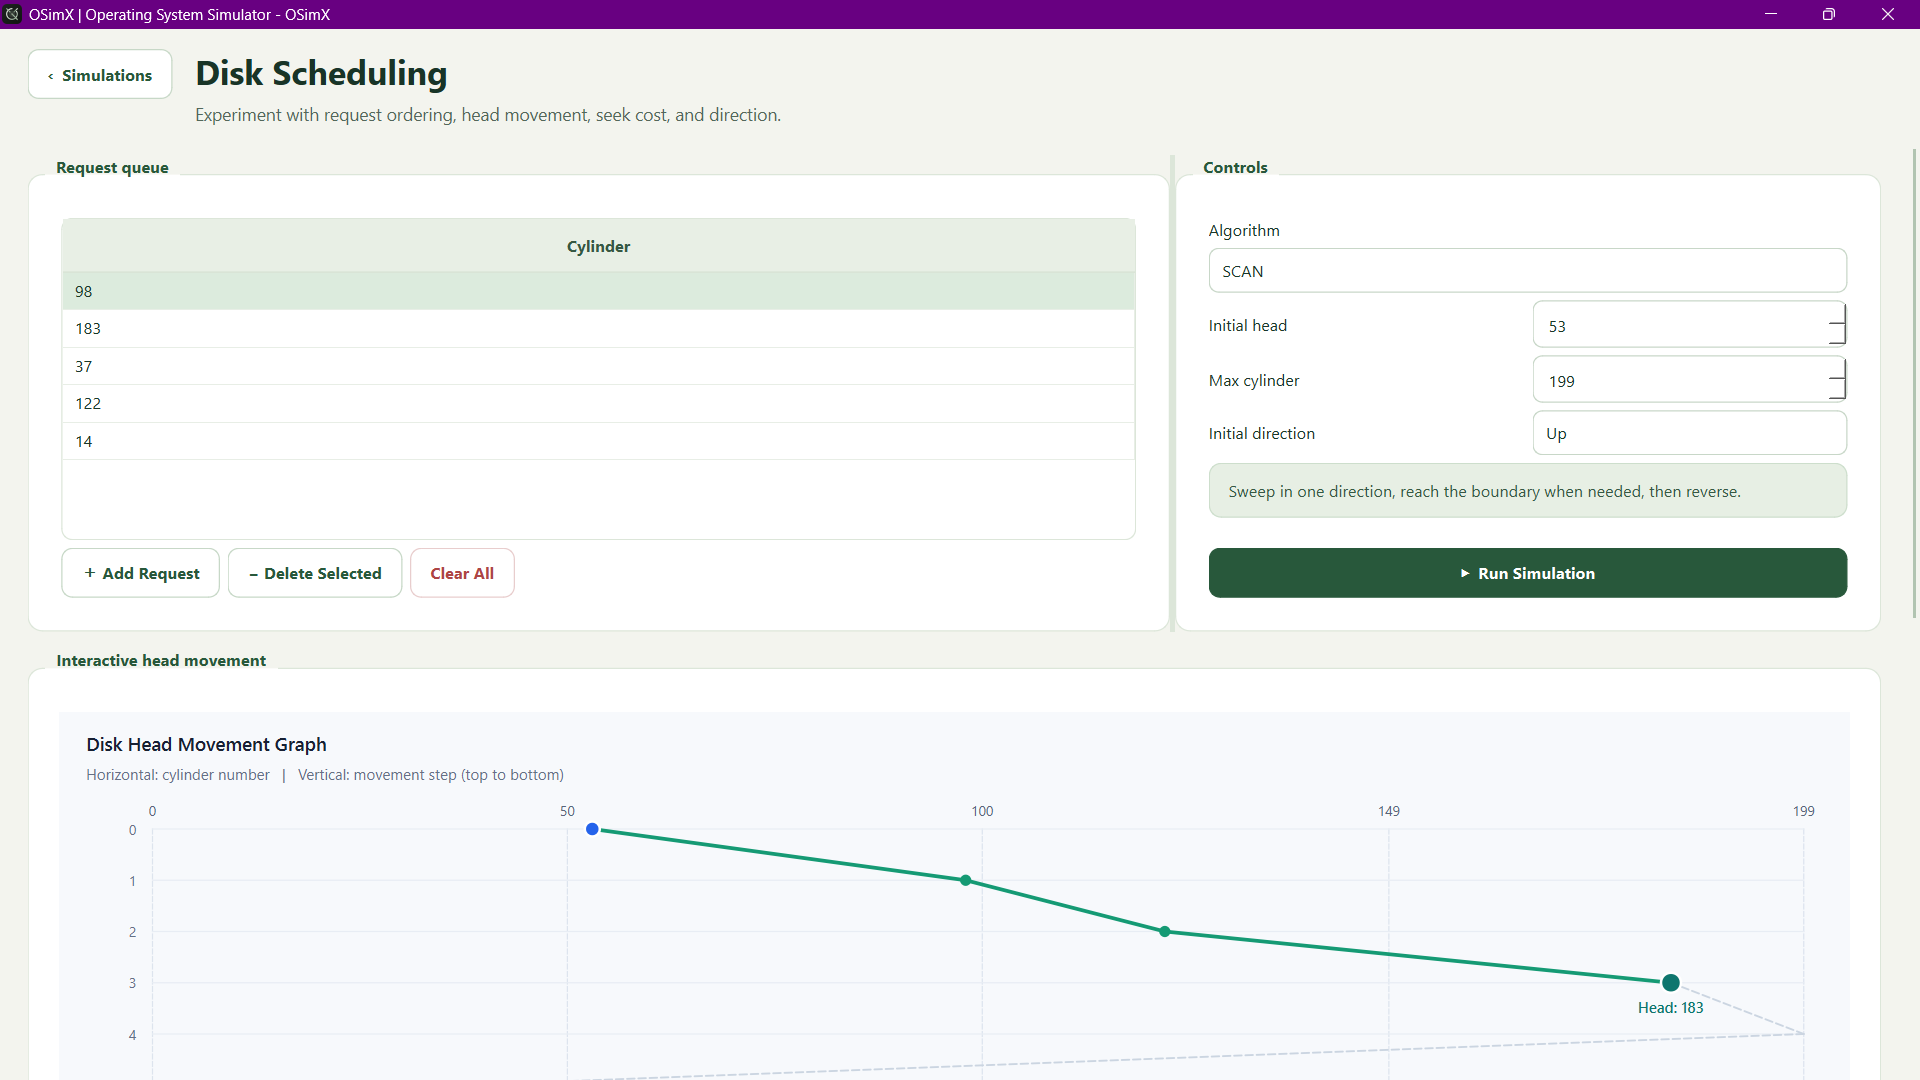 OSimX | Operating System Simulator - OSimX
‹ Simulations
Disk Scheduling
Experiment with request ordering, head movement, seek cost, and direction.
Request queue
Cylinder
98
183
37
122
14
+ Add Request
– Delete Selected
Clear All
Controls
Algorithm
SCAN
Initial head
53
Max cylinder
199
Initial direction
Up
Sweep in one direction, reach the boundary when needed, then reverse.
Run Simulation
Interactive head movement
Disk Head Movement Graph
Horizontal: cylinder number | Vertical: movement step (top to bottom)
0 50 100 149 199
0
1
2
3
Head: 183
4